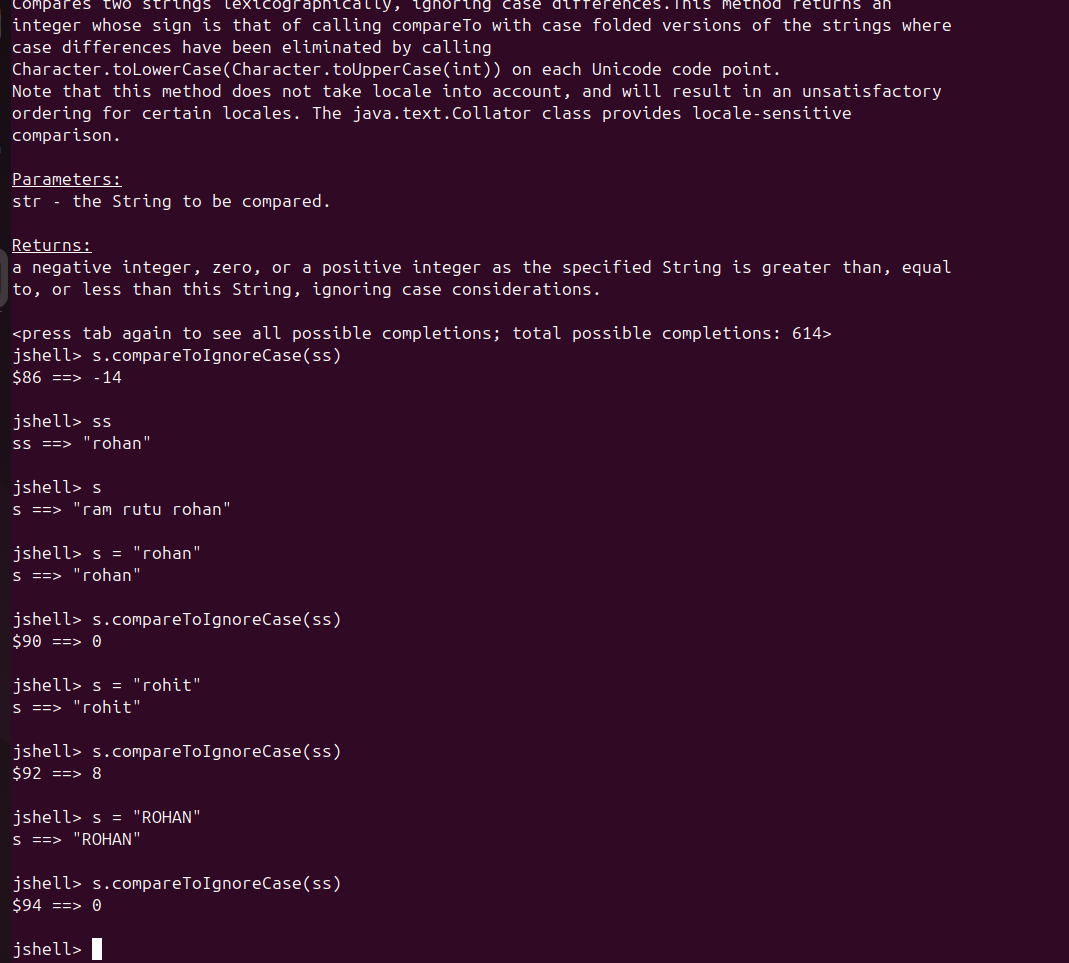 Compares two strings lexicographically, ignoring case differences.This method returns an
integer whose sign is that of calling compareTo with case folded versions of the strings where
case differences have been eliminated by calling
Character.toLowerCase(Character.toUpperCase(int)) on each Unicode code point.
Note that this method does not take locale into account, and will result in an unsatisfactory
ordering for certain locales. The java.text.Collator class provides locale-sensitive
comparison.
Parameters:
str - the String to be compared.
Returns:
a negative integer, zero, or a positive integer as the specified String is greater than, equal
to, or less than this String, ignoring case considerations.
<press tab again to see all possible completions; total possible completions: 614>
jshell> s.compareToIgnoreCase(ss)
$86 ==> -14
jshell> ss
ss ==> "rohan"
jshell> s
s ==> "ram rutu rohan"
jshell> s = "rohan"
s ==> "rohan"
jshell> s.compareToIgnoreCase(ss)
$90 ==> 0
jshell> s = "rohit"
s ==> "rohit"
jshell> s.compareToIgnoreCase(ss)
$92 ==> 8
jshell> s = "ROHAN"
s ==> "ROHAN"
jshell> s.compareToIgnoreCase(ss)
$94 ==> 0
jshell>